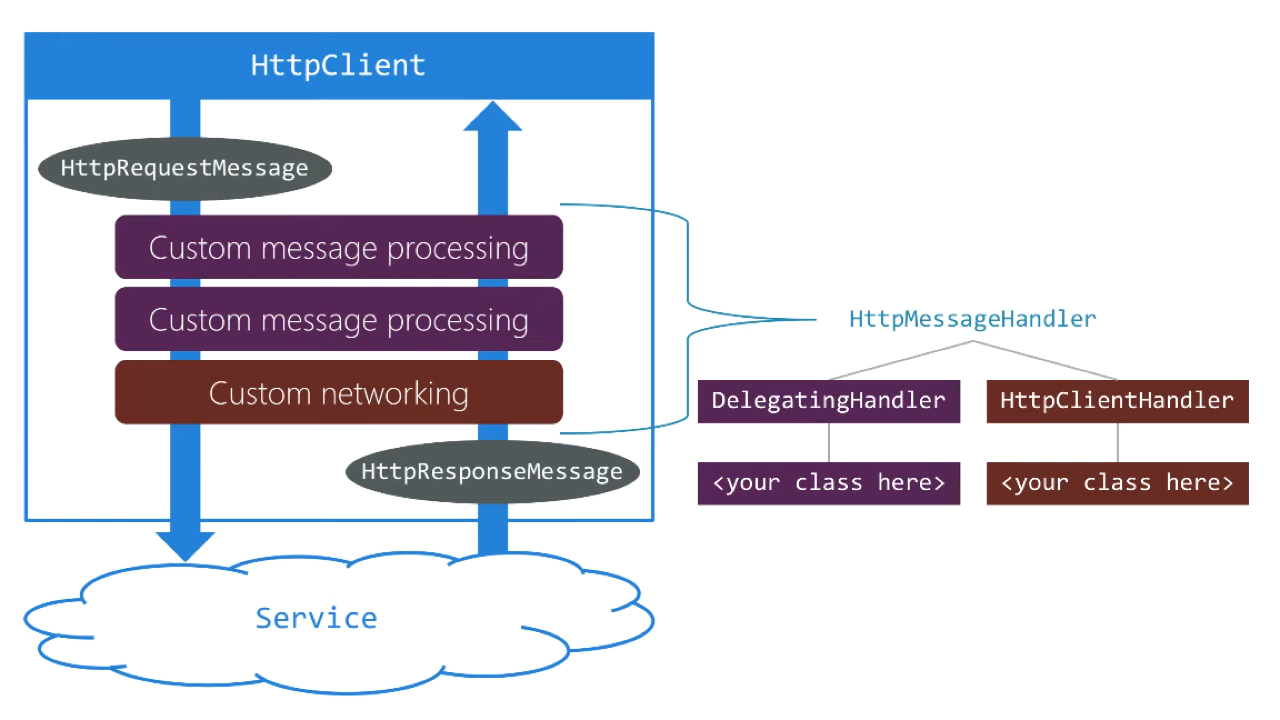 HttpClient
HttpRequestMessage
Custom message processing
Custom message processing
Custom networking
HttpResponseMessage
Service
HttpMessageHandler
DelegatingHandler
HttpClientHandler
<your class here>
<your class here>